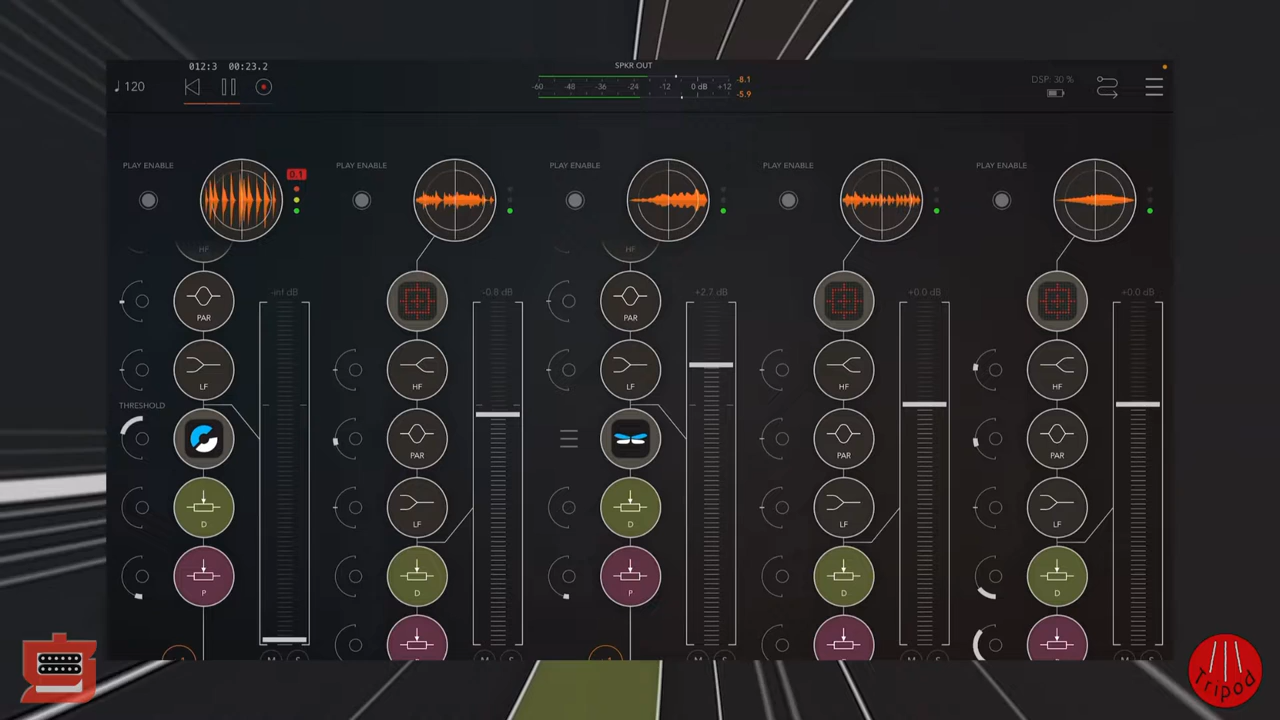 012:3 00:23.2
SPKR OUT
120
-60 -48 -36 -24 -12 0 dB +12
-8.1
-5.9
DSP: 30 %
PLAY ENABLE PLAY ENABLE PLAY ENABLE PLAY ENABLE PLAY ENABLE
0.1
HF HF
-inf dB -0.8 dB +2.7 dB +0.0 dB +0.0 dB
PAR PAR
LF HF LF HF HF
THRESHOLD
PAR PAR PAR
D LF D LF LF
P D P D D
M S M S M S M S M S
Tripod